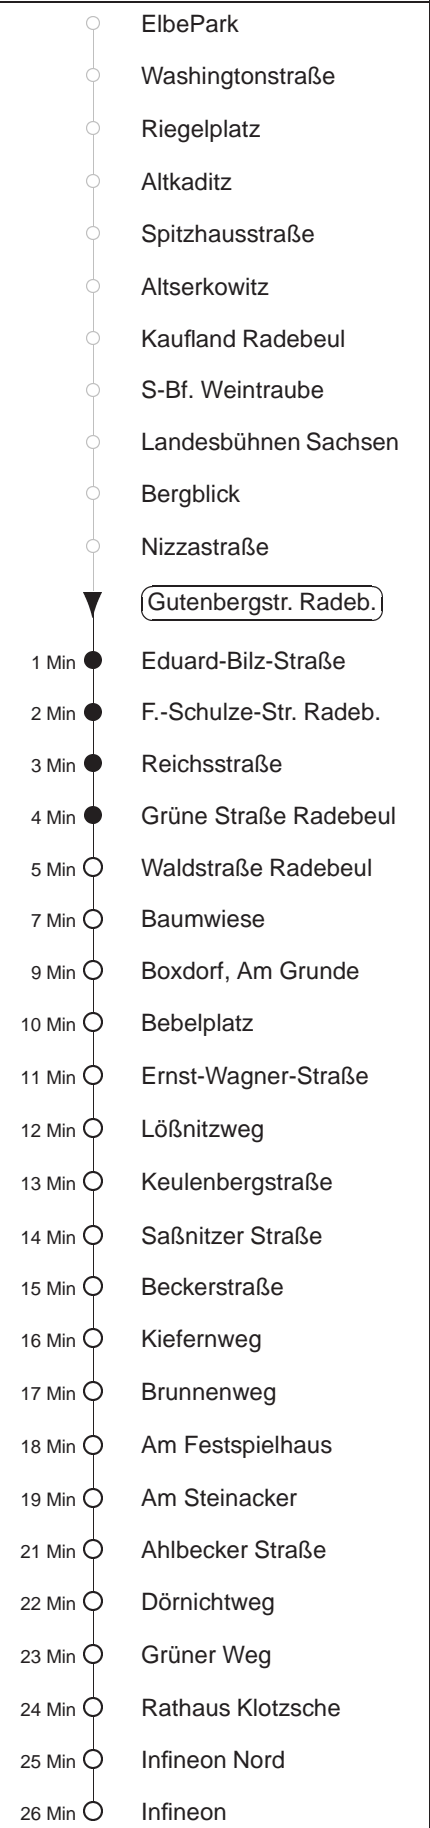 ElbePark
Washingtonstraße
Riegelplatz
Altkaditz
Spitzhausstraße
Altserkowitz
Kaufland Radebeul
S-Bf. Weintraube
Landesbühnen Sachsen
Bergblick
Nizzastraße
Gutenbergstr. Radeb.
1 Min Eduard-Bilz-Straße
2 Min F.-Schulze-Str. Radeb.
3 Min Reichsstraße
4 Min Grüne Straße Radebeul
5 Min Waldstraße Radebeul
7 Min Baumwiese
9 Min Boxdorf, Am Grunde
10 Min Bebelplatz
11 Min Ernst-Wagner-Straße
12 Min Lößnitzweg
13 Min Keulenbergstraße
14 Min Saßnitzer Straße
15 Min Beckerstraße
16 Min Kiefernweg
17 Min Brunnenweg
18 Min Am Festspielhaus
19 Min Am Steinacker
21 Min Ahlbecker Straße
22 Min Dörnichtweg
23 Min Grüner Weg
24 Min Rathaus Klotzsche
25 Min Infineon Nord
26 Min Infineon